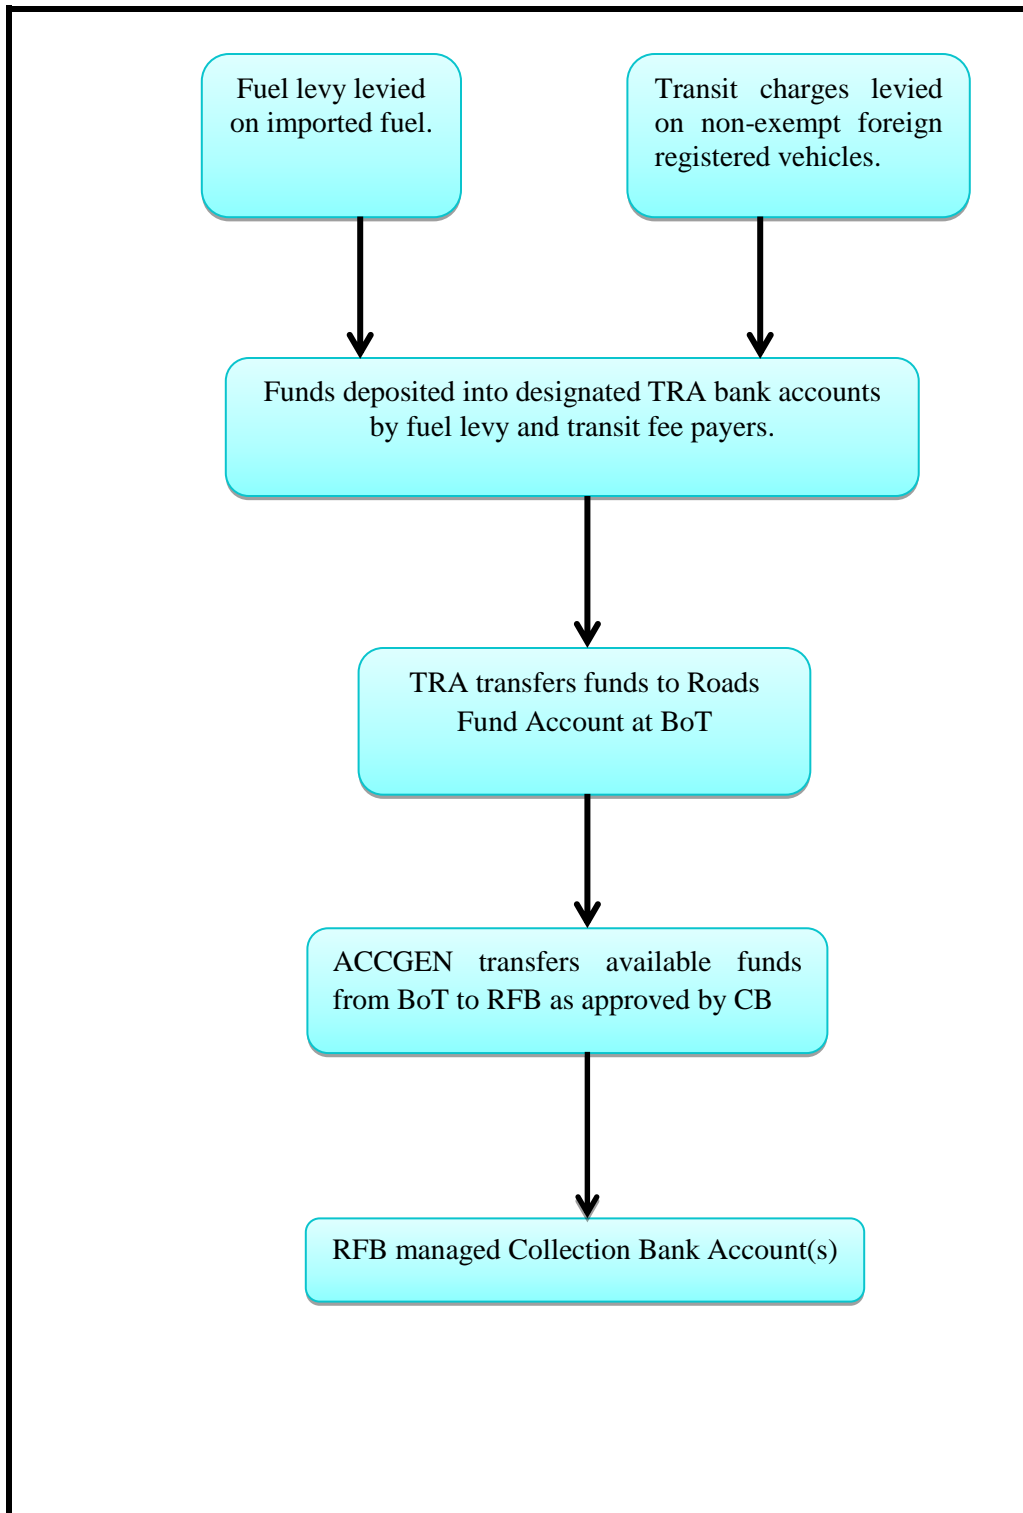 Fuel levy levied
on imported fuel.
Transit charges levied
on non-exempt foreign
registered vehicles.
Funds deposited into designated TRA bank accounts
by fuel levy and transit fee payers.
TRA transfers funds to Roads
Fund Account at BoT
ACCGEN transfers available funds
from BoT to RFB as approved by CB
RFB managed Collection Bank Account(s)